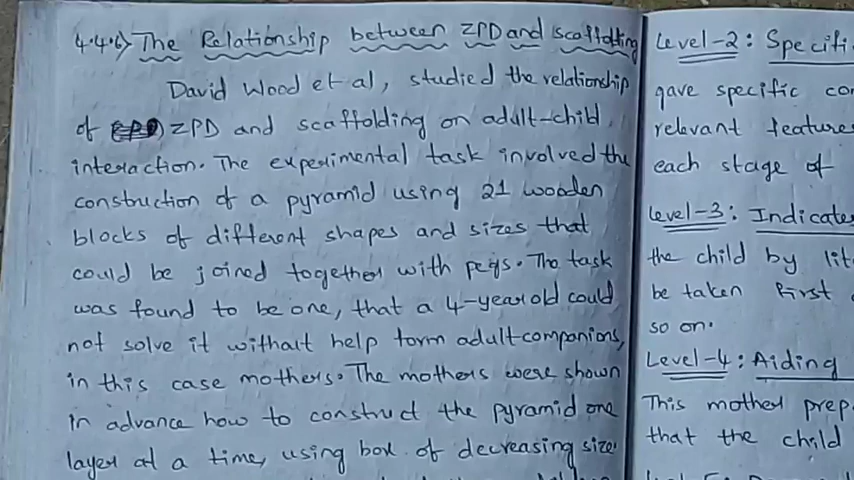 4.4.6) The Relationship between ZPD and scaffolding
David Wood et al, studied the relationship
of ZPD and scaffolding on adult-child
interaction. The experimental task involved the
construction of a pyramid using 21 wooden
blocks of different shapes and sizes that
could be joined together with pegs. The task
was found to be one, that a 4-year old could
not solve it without help form adult companions,
in this case mothers. The mothers were shown
in advance how to construct the pyramid one
layer at a time, using box of decreasing size.
Level-2: Specifi
gave specific co
relevant feature
each stage of
Level-3: Indicate
the child by lit
be taken first
so on.
Level-4: Aiding
This mother prep
that the child